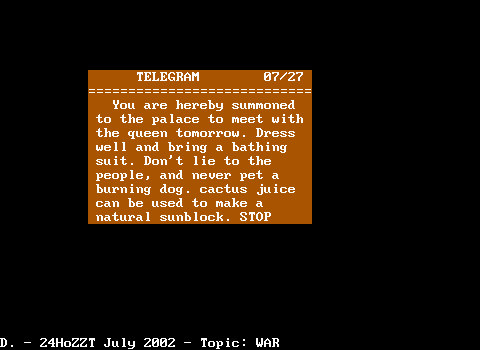 TELEGRAM 07/27
============================
You are hereby summoned
to the palace to meet with
the queen tomorrow. Dress
well and bring a bathing
suit. Don't lie to the
people, and never pet a
burning dog. cactus juice
can be used to make a
natural sunblock. STOP
D. - 24HoZZT July 2002 - Topic: WAR